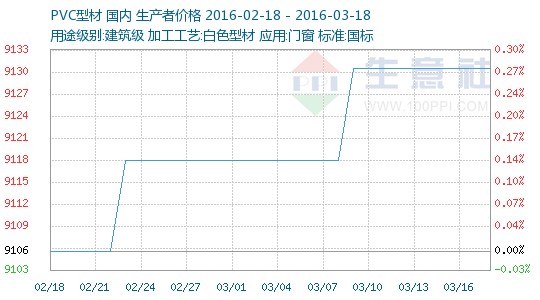 PVC型材 国内 生产者价格 2016-02-18 - 2016-03-18
用途级别:建筑级 加工工艺:白色型材 应用:门窗 标准:国标
9133 0.30%
9130 0.27%
9127 0.24%
9124 0.21%
9121 0.18%
9118 0.14%
9115 0.11%
9112 0.08%
9109 0.04%
9106 0.00%
9103 -0.03%
生意社
WWW.100PPI.COM
PPI
02/18 02/21 02/24 02/27 03/01 03/04 03/07 03/10 03/13 03/16